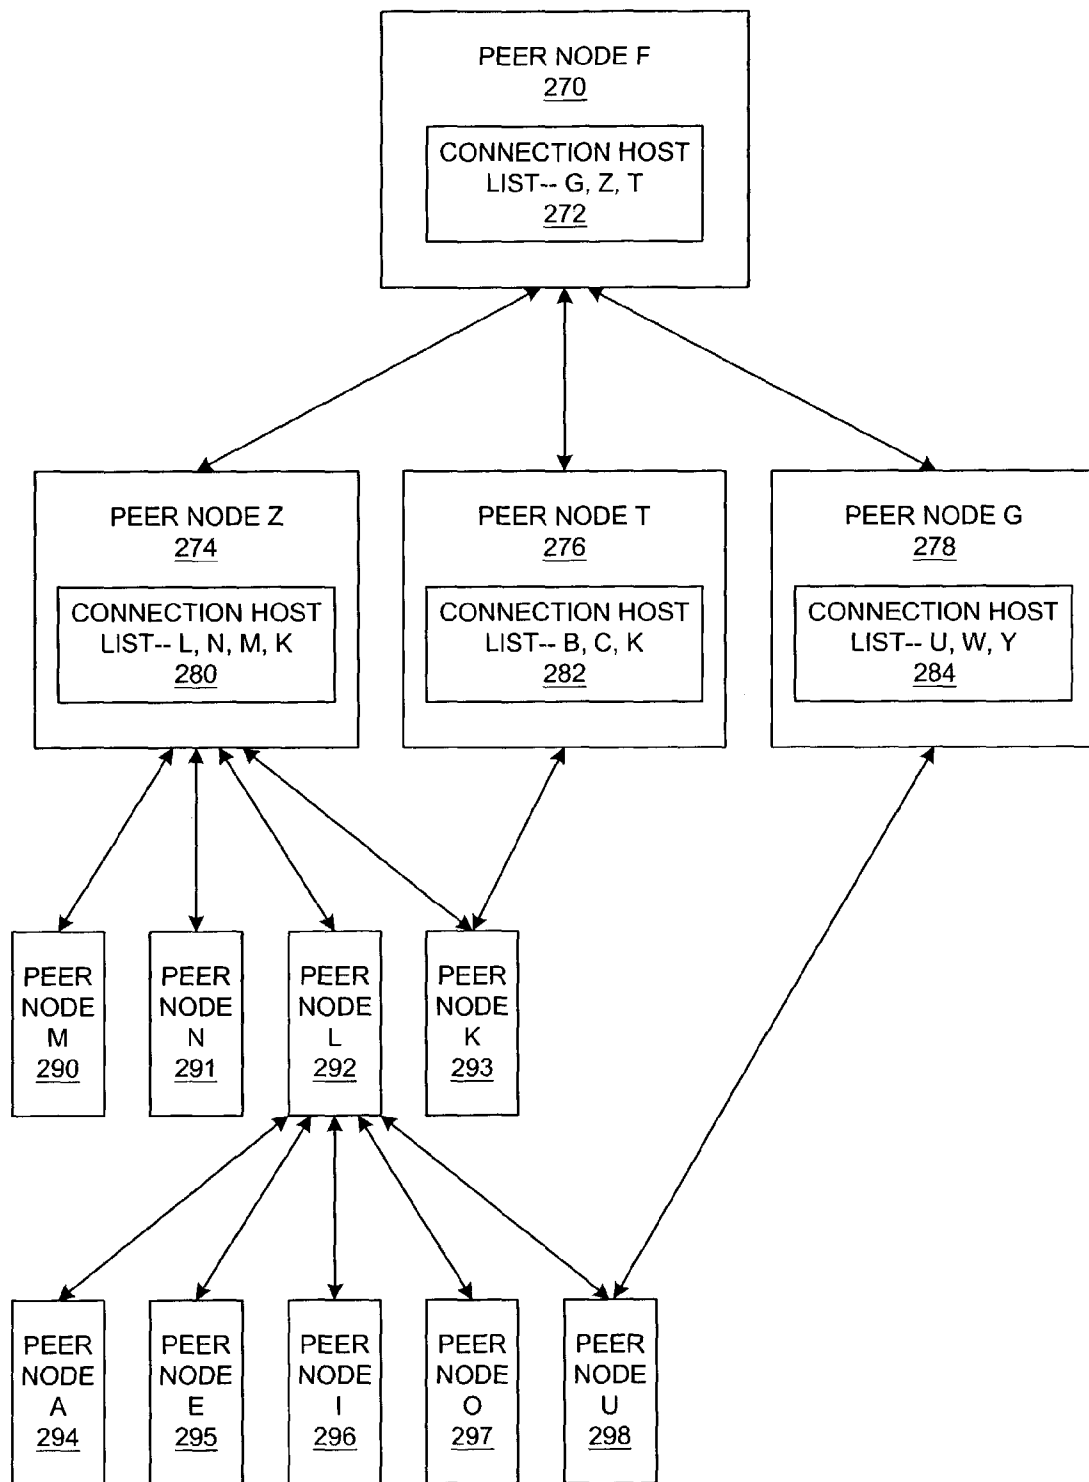 PEER NODE F
270
CONNECTION HOST
LIST-- G, Z, T
272
PEER NODE Z
274
CONNECTION HOST
LIST-- L, N, M, K
280
PEER NODE T
276
CONNECTION HOST
LIST-- B, C, K
282
PEER NODE G
278
CONNECTION HOST
LIST-- U, W, Y
284
PEER
NODE
M
290
PEER
NODE
N
291
PEER
NODE
L
292
PEER
NODE
K
293
PEER
NODE
A
294
PEER
NODE
E
295
PEER
NODE
I
296
PEER
NODE
O
297
PEER
NODE
U
298